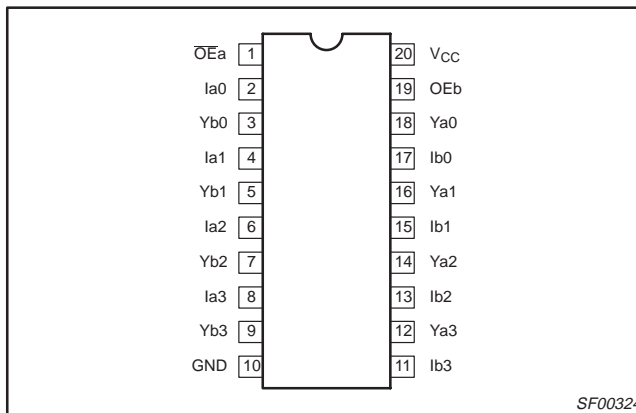 O̅E̅a 1 20 VCC
Ia0 2 19 OEb
Yb0 3 18 Ya0
Ia1 4 17 Ib0
Yb1 5 16 Ya1
Ia2 6 15 Ib1
Yb2 7 14 Ya2
Ia3 8 13 Ib2
Yb3 9 12 Ya3
GND 10 11 Ib3
SF00324